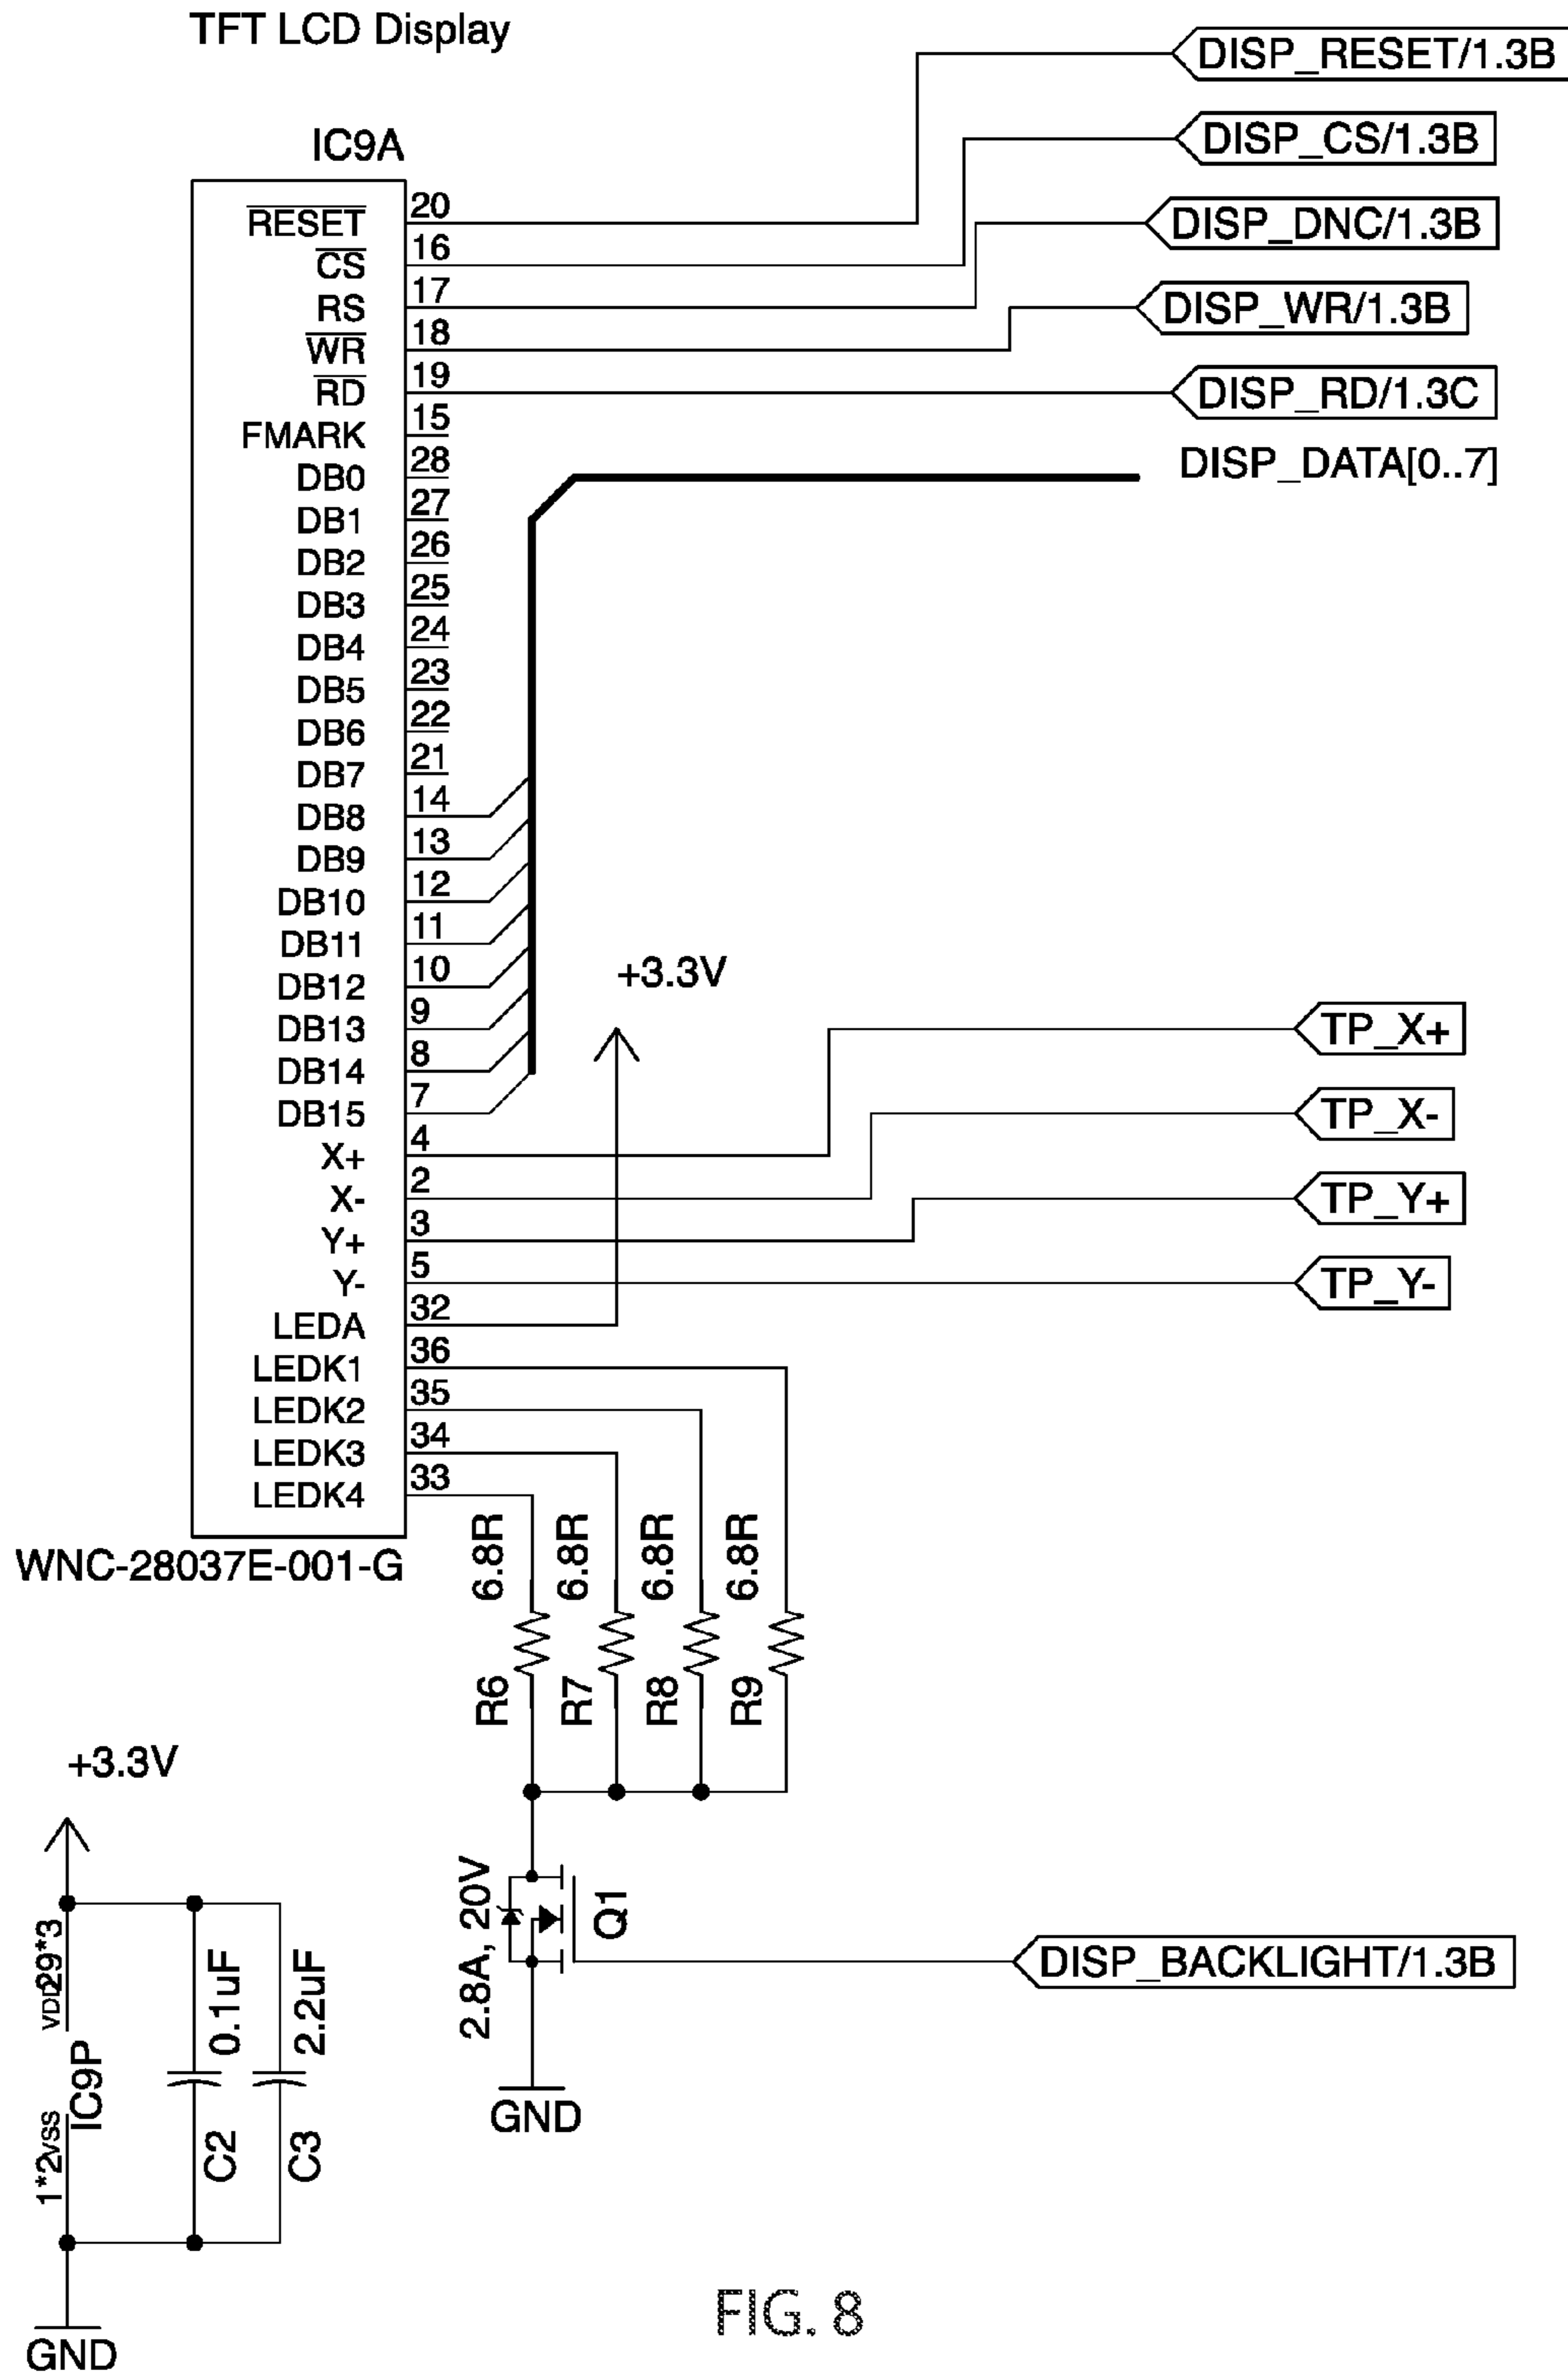 TFT LCD Display
DISP_RESET/1.3B
DISP_CS/1.3B
DISP_DNC/1.3B
DISP_WR/1.3B
DISP_RD/1.3C
DISP_DATA[0..7]
IC9A
RESET 20
CS 16
RS 17
WR 18
RD 19
FMARK 15
DB0 28
DB1 27
DB2 26
DB3 25
DB4 24
DB5 23
DB6 22
DB7 21
DB8 14
DB9 13
DB10 12
DB11 11
DB12 10
DB13 9
DB14 8
DB15 7
X+ 4
X- 2
Y+ 3
Y- 5
LEDA 32
LEDK1 36
LEDK2 35
LEDK3 34
LEDK4 33
WNC-28037E-001-G
+3.3V
TP_X+
TP_X-
TP_Y+
TP_Y-
6.8R 6.8R 6.8R 6.8R
R6 R7 R8 R9
2.8A, 20V
Q1
DISP_BACKLIGHT/1.3B
GND
+3.3V
VDD 29*3
IC9P
1*2 VSS
0.1uF
C2
2.2uF
C3
GND
FIG. 8